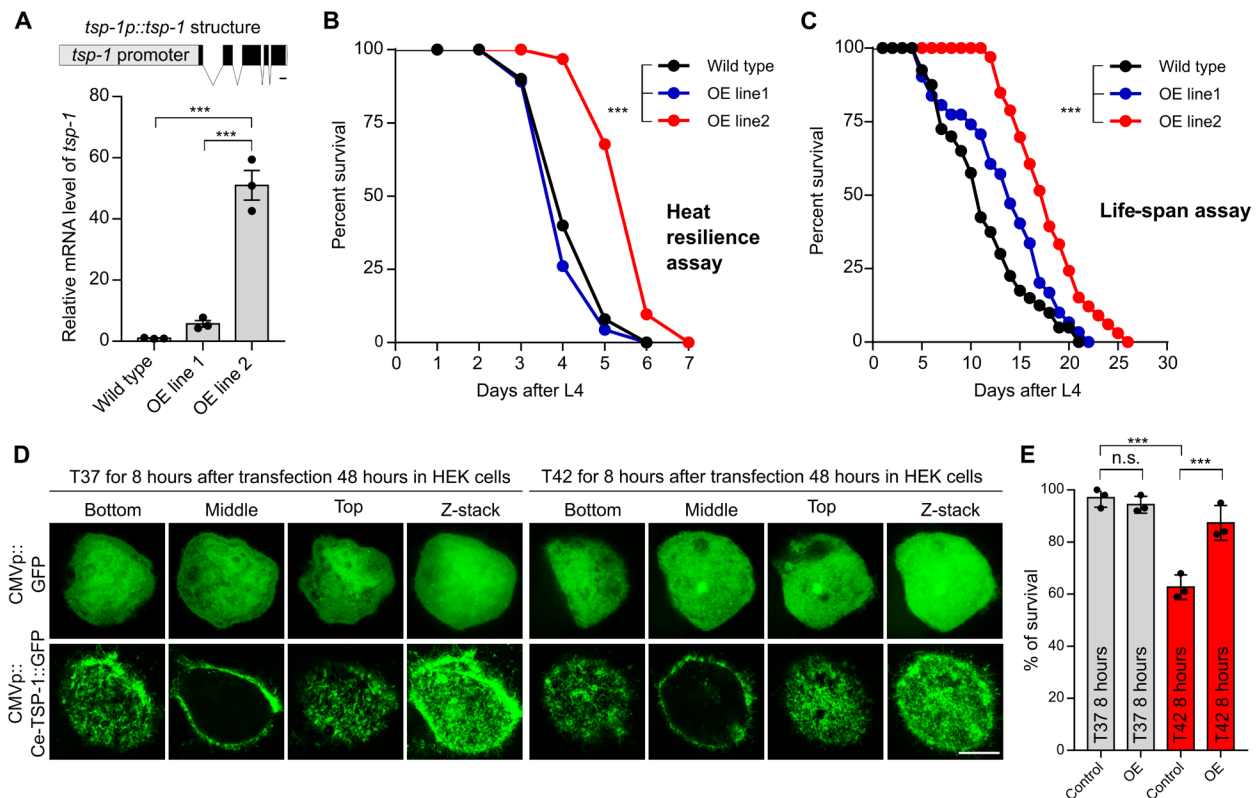 A
tsp-1p::tsp-1 structure
tsp-1 promoter
Relative mRNA level of tsp-1
80
60
40
20
0
***
***
Wild type
OE line 1
OE line 2
B
Percent survival
100
75
50
25
0
0 1 2 3 4 5 6 7
Days after L4
***
Wild type
OE line1
OE line2
Heat
resilience
assay
C
Percent survival
100
75
50
25
0
0 5 10 15 20 25 30
Days after L4
***
Wild type
OE line1
OE line2
Life-span assay
D
T37 for 8 hours after transfection 48 hours in HEK cells
T42 for 8 hours after transfection 48 hours in HEK cells
Bottom Middle Top Z-stack
Bottom Middle Top Z-stack
CMVp::
GFP
CMVp::
Ce-TSP-1::GFP
E
% of survival
100
80
60
40
20
0
***
n.s.
***
T37 8 hours
T37 8 hours
T42 8 hours
T42 8 hours
Control
OE
Control
OE